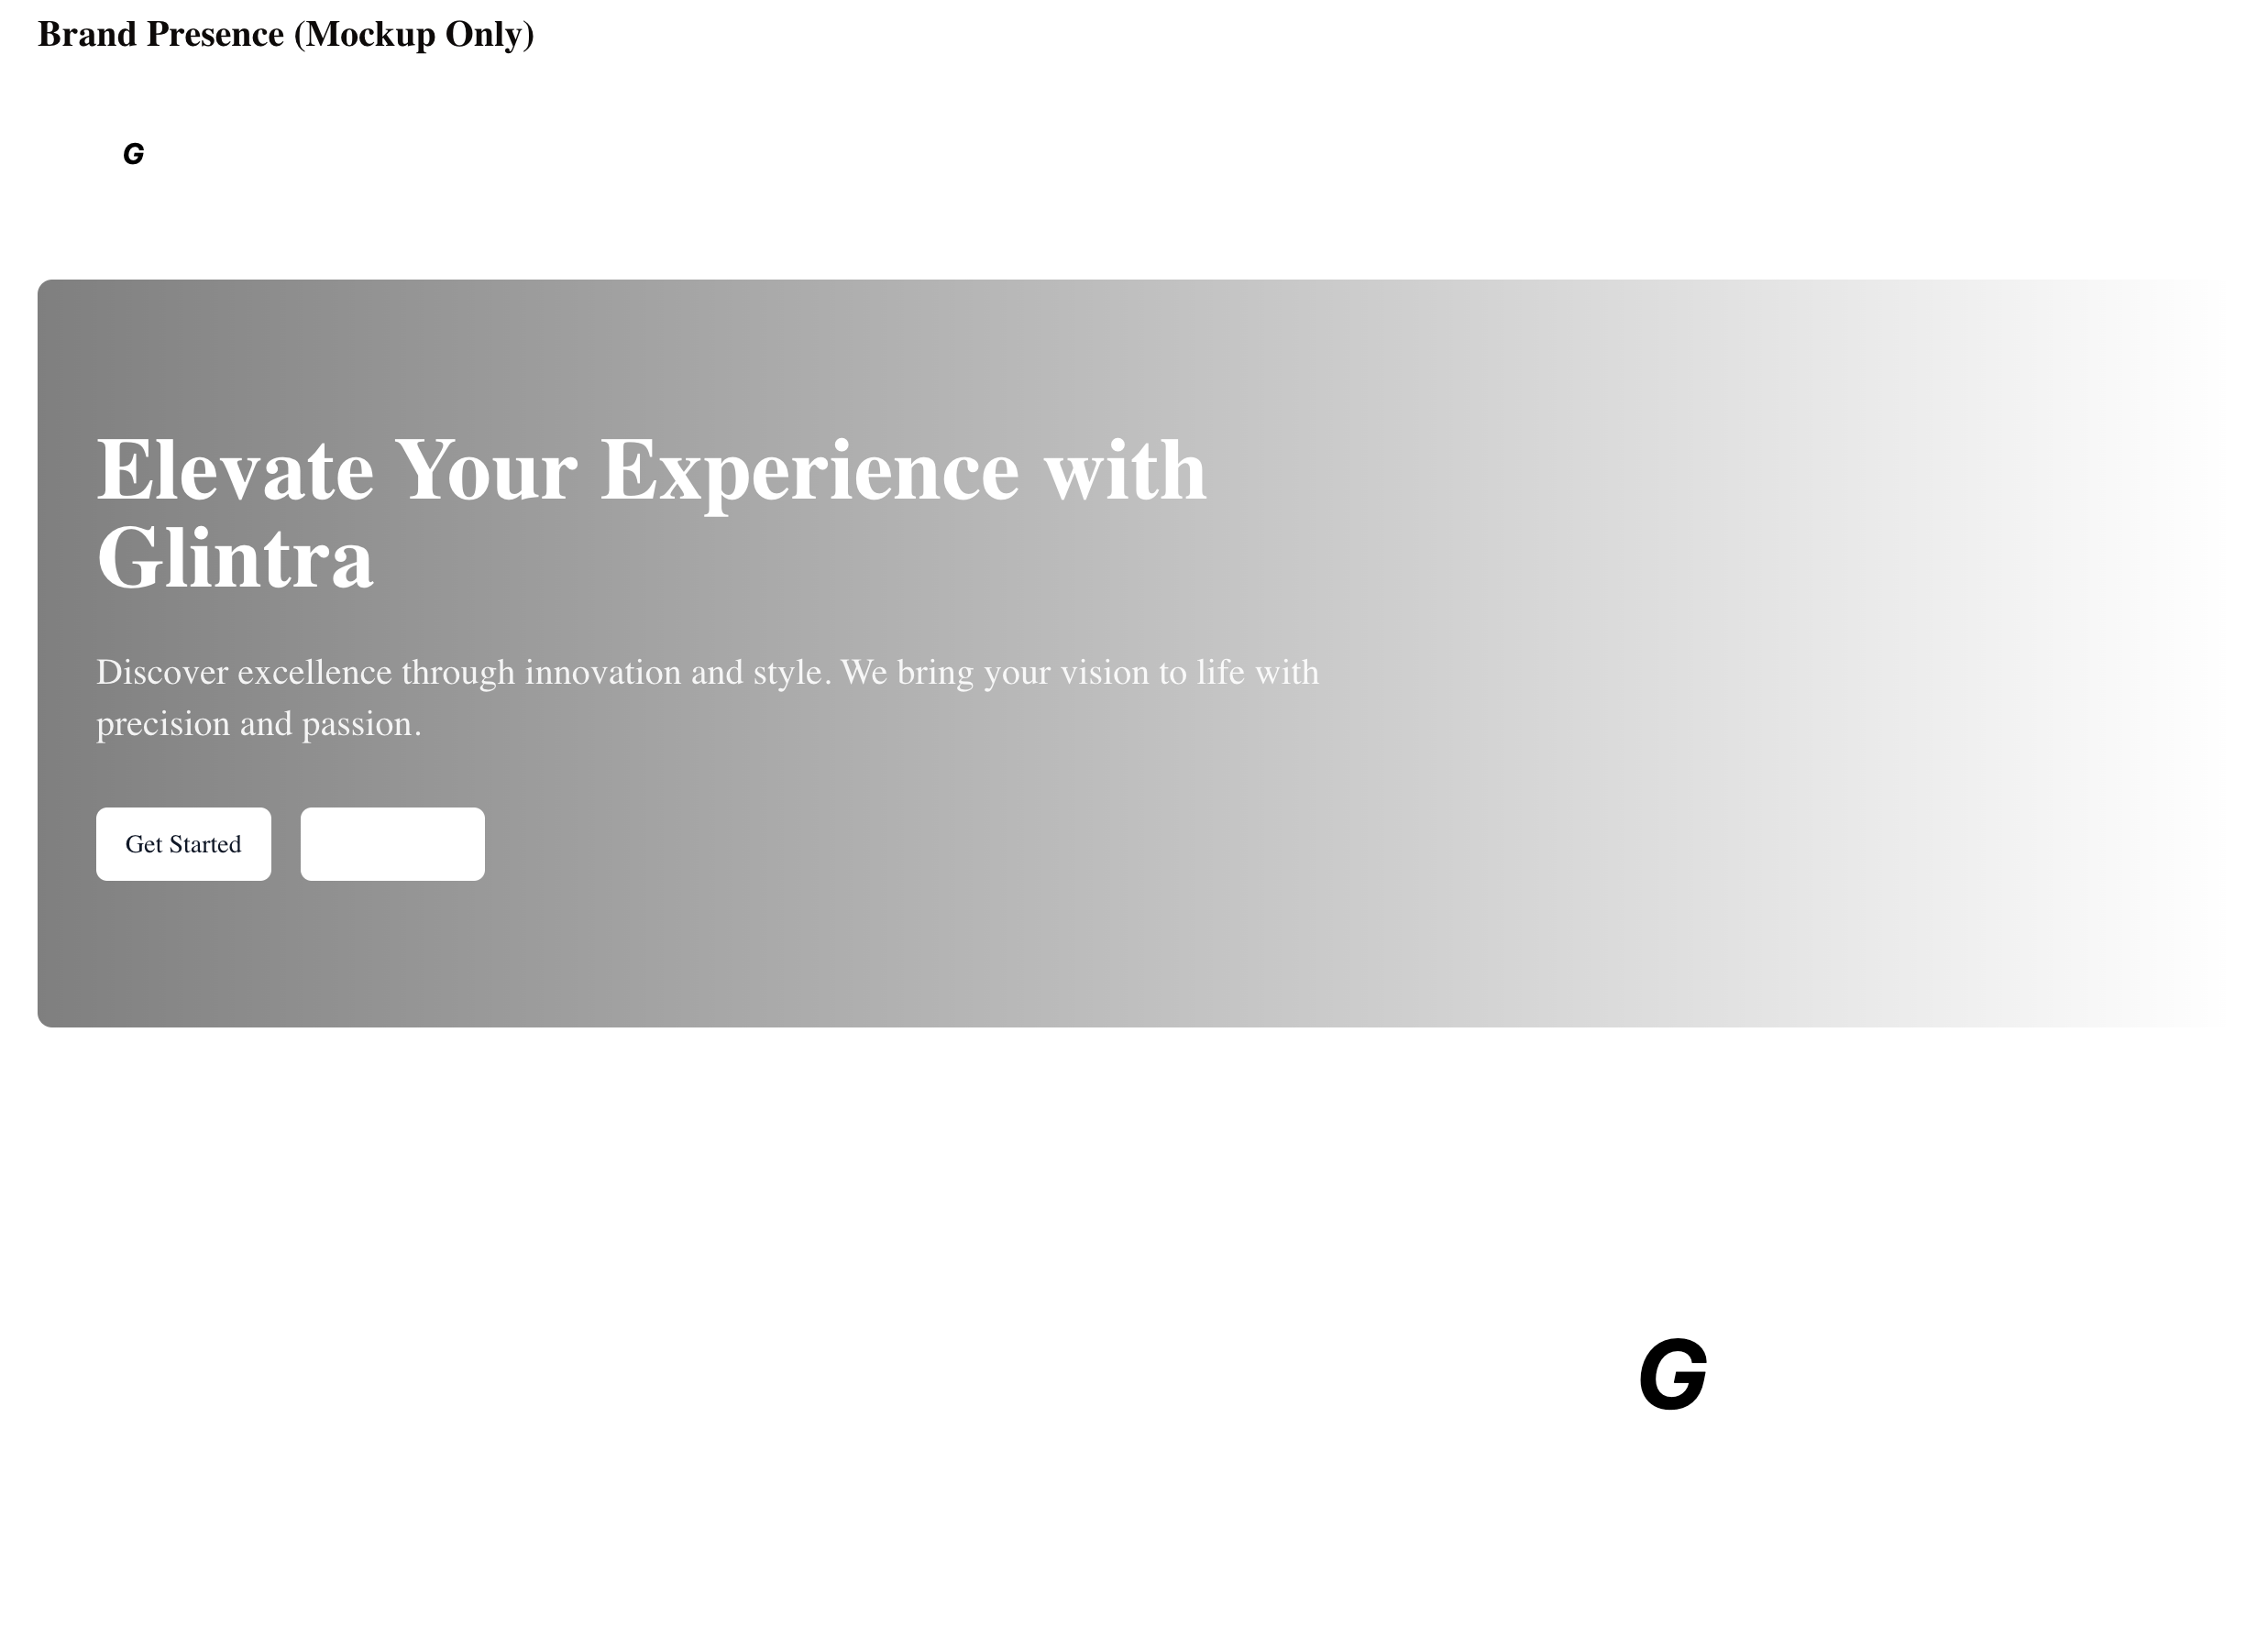 Brand Presence (Mockup Only)
G
Elevate Your Experience with
Glintra
Discover excellence through innovation and style. We bring your vision to life with
precision and passion.
Get Started
G